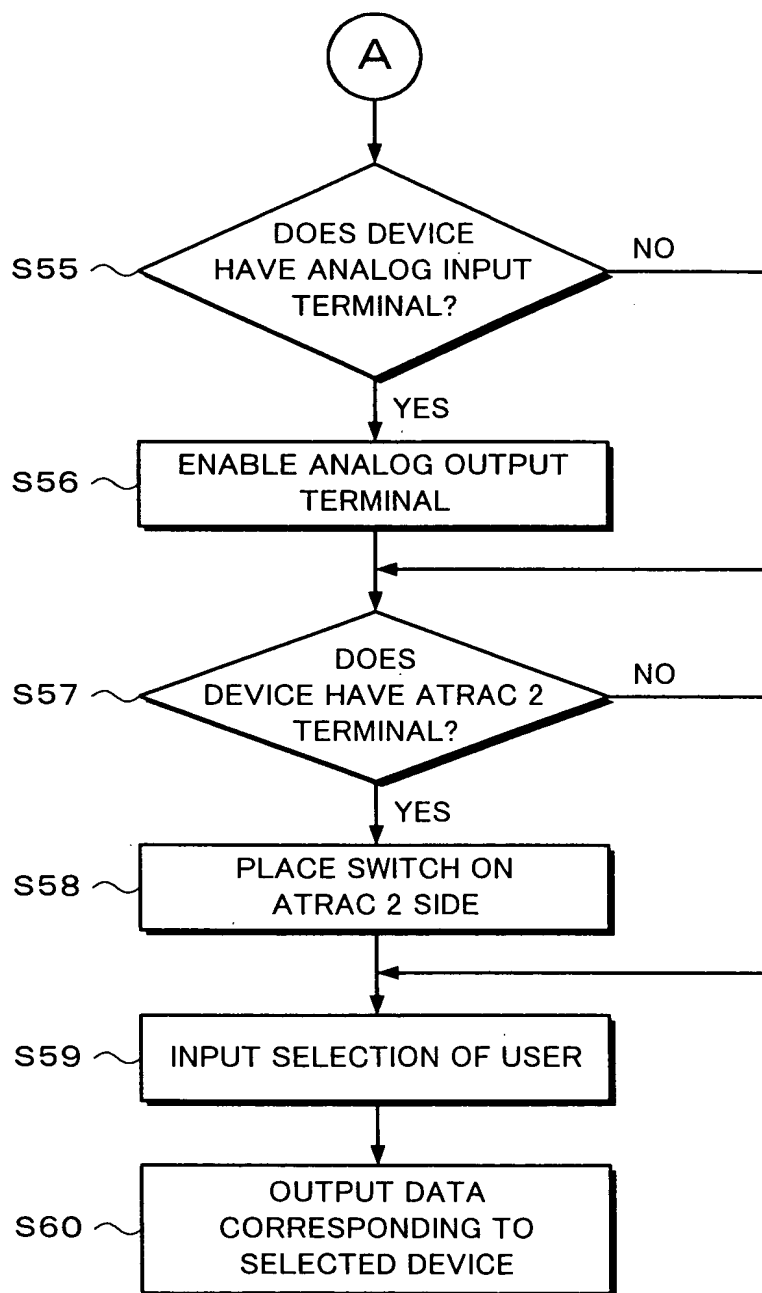 A
S55
DOES DEVICE
HAVE ANALOG INPUT
TERMINAL?
NO
YES
S56
ENABLE ANALOG OUTPUT
TERMINAL
S57
DOES
DEVICE HAVE ATRAC 2
TERMINAL?
NO
YES
S58
PLACE SWITCH ON
ATRAC 2 SIDE
S59
INPUT SELECTION OF USER
S60
OUTPUT DATA
CORRESPONDING TO
SELECTED DEVICE